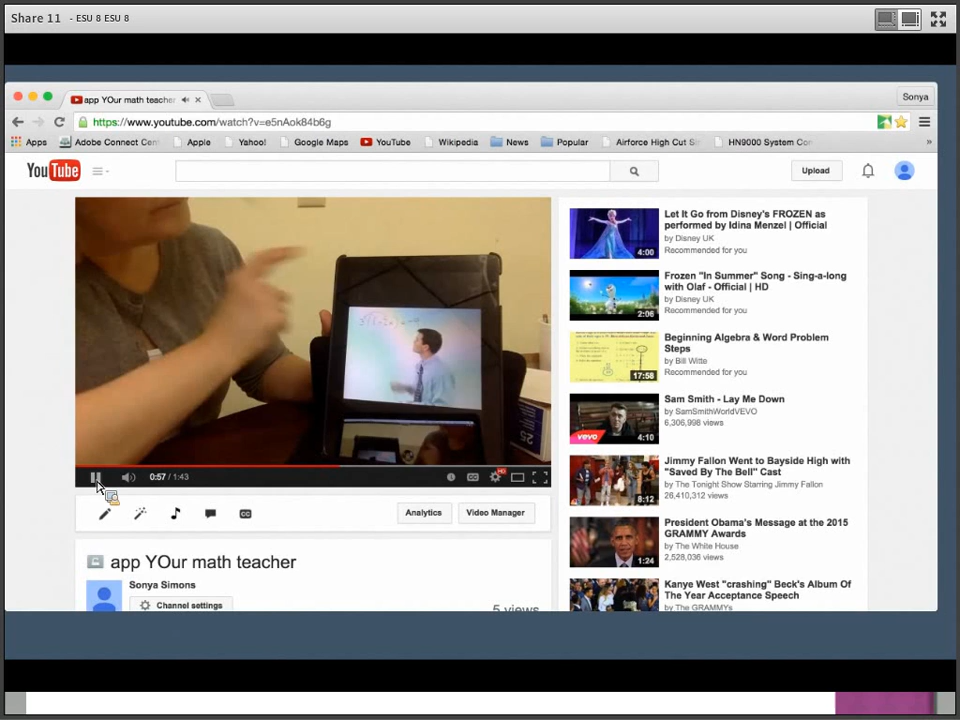 Share 11 - ESU 8 ESU 8
app YOur math teacher
Sonya
https://www.youtube.com/watch?v=e5nAok84b6g
Apps
Adobe Connect Cen
Apple
Yahoo!
Google Maps
YouTube
Wikipedia
News
Popular
Airforce High Cut Si
HN9000 System Co
»
YouTube
Upload
Let It Go from Disney's FROZEN as
performed by Idina Menzel | Official
by Disney UK
Recommended for you
4:00
Frozen "In Summer" Song - Sing-a-long
with Olaf - Official | HD
by Disney UK
Recommended for you
2:06
Beginning Algebra & Word Problem
Steps
by Bill Witte
Recommended for you
17:58
Sam Smith - Lay Me Down
by SamSmithWorldVEVO
6,306,998 views
vevo
4:10
Jimmy Fallon Went to Bayside High with
"Saved By The Bell" Cast
by The Tonight Show Starring Jimmy Fallon
26,410,312 views
8:12
President Obama's Message at the 2015
GRAMMY Awards
by The White House
2,528,036 views
1:24
Kanye West "crashing" Beck's Album Of
The Year Acceptance Speech
by The GRAMMYs
0:57 / 1:43
CC
HD
CC
Analytics
Video Manager
app YOur math teacher
Sonya Simons
Channel settings
5 views